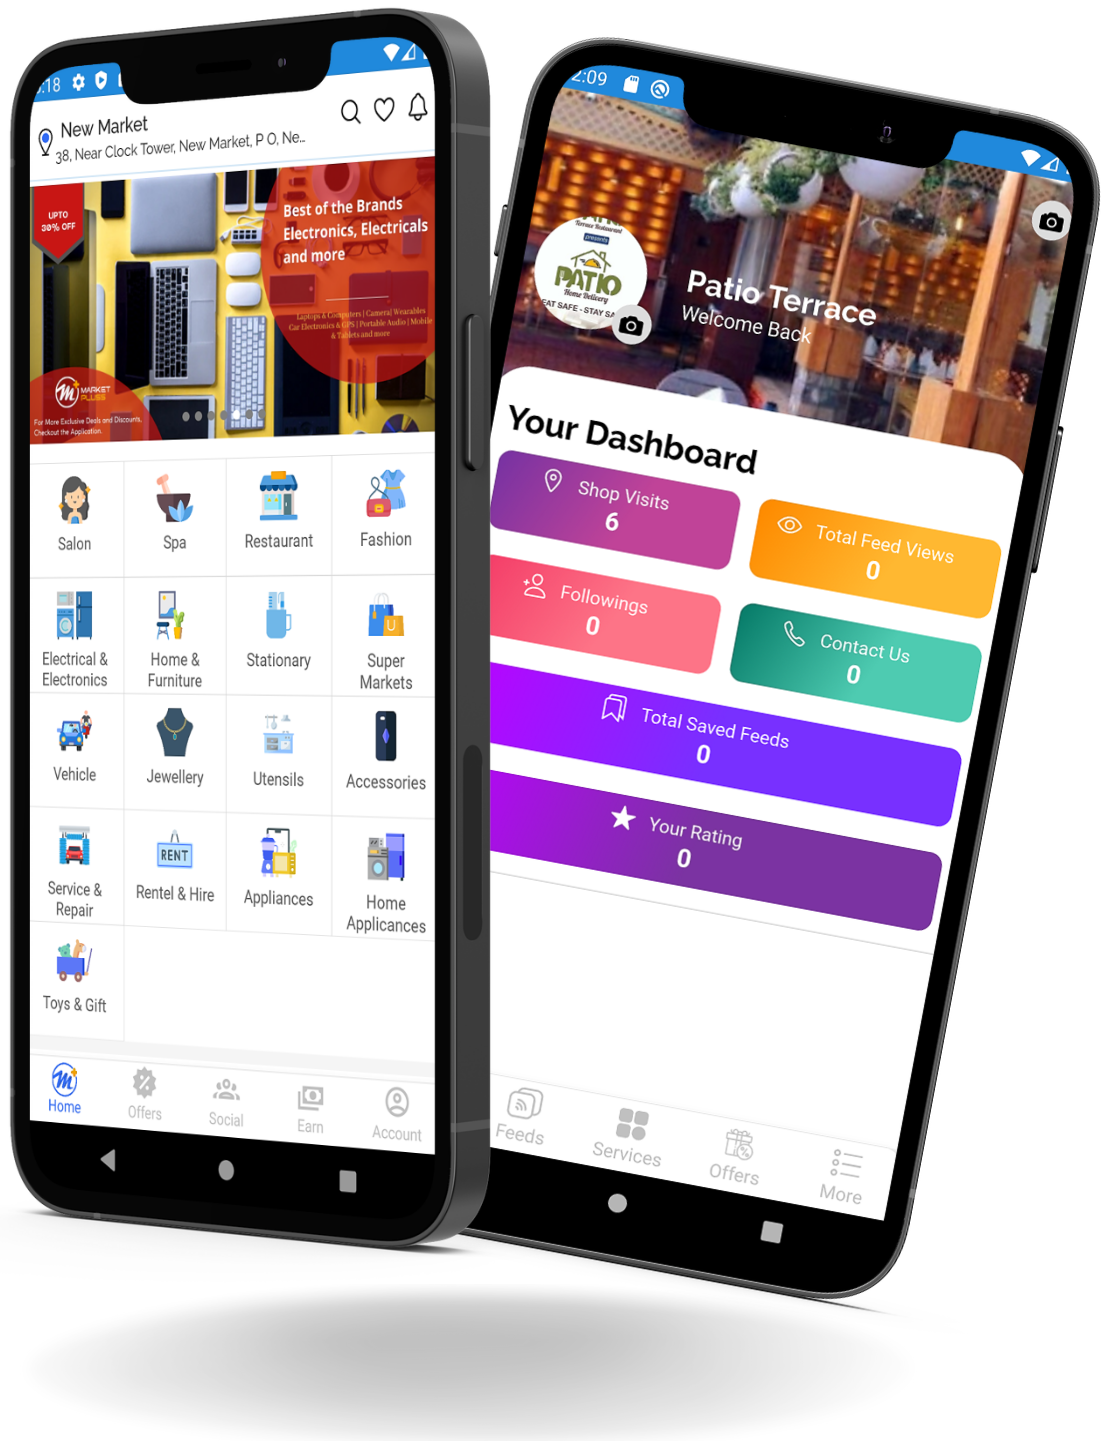 :18
New Market
38, Near Clock Tower, New Market, P O, Ne...
UPTO
30% OFF
Best of the Brands
Electronics, Electricals
and more
Laptops & Computers | Camera| Wearables
Car Electronics & GPS | Portable Audio | Mobile
& Tablets and more
m MARKET
PLUSS
For More Exclusive Deals and Discounts,
Checkout the Application.
Salon
Spa
Restaurant
Fashion
Electrical &
Electronics
Home &
Furniture
Stationary
Super
Markets
Vehicle
Jewellery
Utensils
Accessories
Service &
Repair
RENT
Rentel & Hire
Appliances
Home
Applicances
Toys & Gift
m
Home
Offers
Social
Earn
Account
2:09
Terrace Restaurant
presents
PATIO
Home Delivery
EAT SAFE - STAY SA
Patio Terrace
Welcome Back
Your Dashboard
Shop Visits
6
Total Feed Views
0
Followings
0
Contact Us
0
Total Saved Feeds
0
Your Rating
0
Feeds
Services
Offers
More